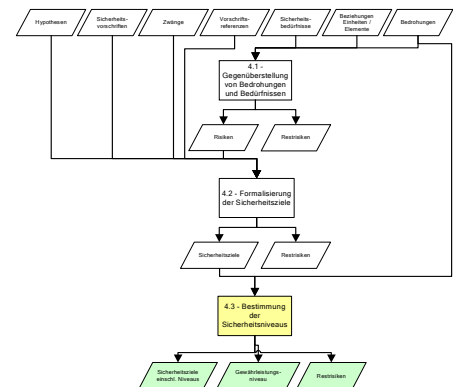 Hypothesen
Sicherheits-
vorschriften
Zwänge
Vorschrifts-
referenzen
Sicherheits-
bedürfnisse
Beziehungen
Einheiten /
Elemente
Bedrohungen
4.1 -
Gegenüberstellung
von Bedrohungen
und Bedürfnissen
Risiken
Restrisiken
4.2 - Formalisierung
der Sicherheitsziele
Sicherheitsziele
Restrisiken
4.3 - Bestimmung
der
Sicherheitsniveaus
Sicherheitsziele
einschl. Niveaus
Gewährleistungs-
niveau
Restrisiken